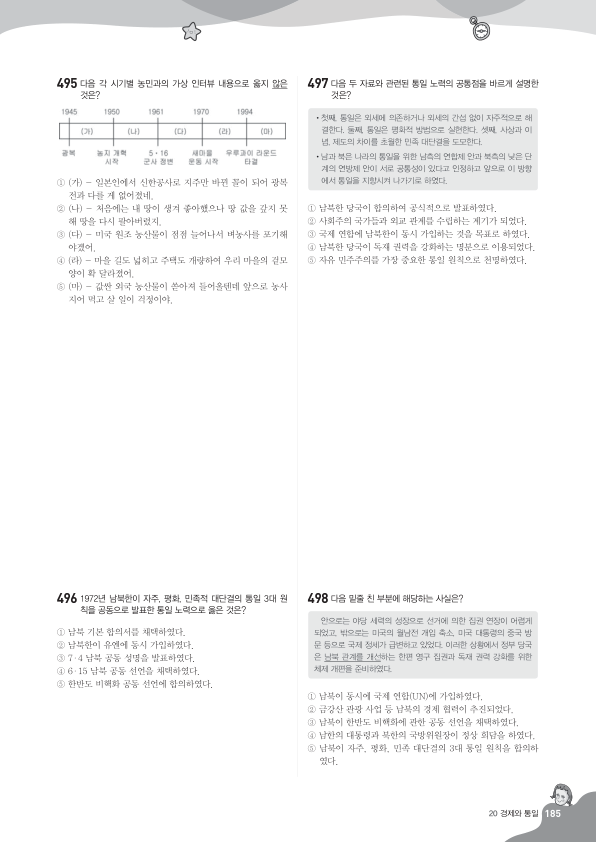 495 다음 각 시기별 농민과의 가상 인터뷰 내용으로 옳지 않은
것은?
1945 1950 1961 1970 1994
(가) (나) (다) (라) (마)
광복 농지 개혁 5·16 새마을 우루과이 라운드
시작 군사 정변 운동 시작 타결
① (가) – 일본인에서 신한공사로 지주만 바뀐 꼴이 되어 광복
전과 다를 게 없어졌네.
② (나) – 처음에는 내 땅이 생겨 좋아했으나 땅 값을 갚지 못
해 땅을 다시 팔아버렸지.
③ (다) – 미국 원조 농산물이 점점 늘어나서 벼농사를 포기해
야겠어.
④ (라) – 마을 길도 넓히고 주택도 개량하여 우리 마을의 겉모
양이 확 달라졌어.
⑤ (마) – 값싼 외국 농산물이 쏟아져 들어올텐데 앞으로 농사
지어 먹고 살 일이 걱정이야.
496 1972년 남북한이 자주, 평화, 민족적 대단결의 통일 3대 원
칙을 공동으로 발표한 통일 노력으로 옳은 것은?
① 남북 기본 합의서를 채택하였다.
② 남북한이 유엔에 동시 가입하였다.
③ 7·4 남북 공동 성명을 발표하였다.
④ 6·15 남북 공동 선언을 채택하였다.
⑤ 한반도 비핵화 공동 선언에 합의하였다.
497 다음 두 자료와 관련된 통일 노력의 공통점을 바르게 설명한
것은?
• 첫째, 통일은 외세에 의존하거나 외세의 간섭 없이 자주적으로 해
결한다. 둘째, 통일은 평화적 방법으로 실현한다. 셋째, 사상과 이
념, 제도의 차이를 초월한 민족 대단결을 도모한다.
• 남과 북은 나라의 통일을 위한 남측의 연합제 안과 북측의 낮은 단
계의 연방제 안이 서로 공통성이 있다고 인정하고 앞으로 이 방향
에서 통일을 지향시켜 나가기로 하였다.
① 남북한 당국이 합의하여 공식적으로 발표하였다.
② 사회주의 국가들과 외교 관계를 수립하는 계기가 되었다.
③ 국제 연합에 남북한이 동시 가입하는 것을 목표로 하였다.
④ 남북한 당국이 독재 권력을 강화하는 명분으로 이용되었다.
⑤ 자유 민주주의를 가장 중요한 통일 원칙으로 천명하였다.
498 다음 밑줄 친 부분에 해당하는 사실은?
안으로는 야당 세력의 성장으로 선거에 의한 집권 연장이 어렵게
되었고, 밖으로는 미국의 월남전 개입 축소, 미국 대통령의 중국 방
문 등으로 국제 정세가 급변하고 있었다. 이러한 상황에서 정부 당국
은 남북 관계를 개선하는 한편 영구 집권과 독재 권력 강화를 위한
체제 개편을 준비하였다.
① 남북이 동시에 국제 연합(UN)에 가입하였다.
② 금강산 관광 사업 등 남북의 경제 협력이 추진되었다.
③ 남북이 한반도 비핵화에 관한 공동 선언을 채택하였다.
④ 남한의 대통령과 북한의 국방위원장이 정상 회담을 하였다.
⑤ 남북이 자주, 평화, 민족 대단결의 3대 통일 원칙을 합의하
였다.
20 경제와 통일 185